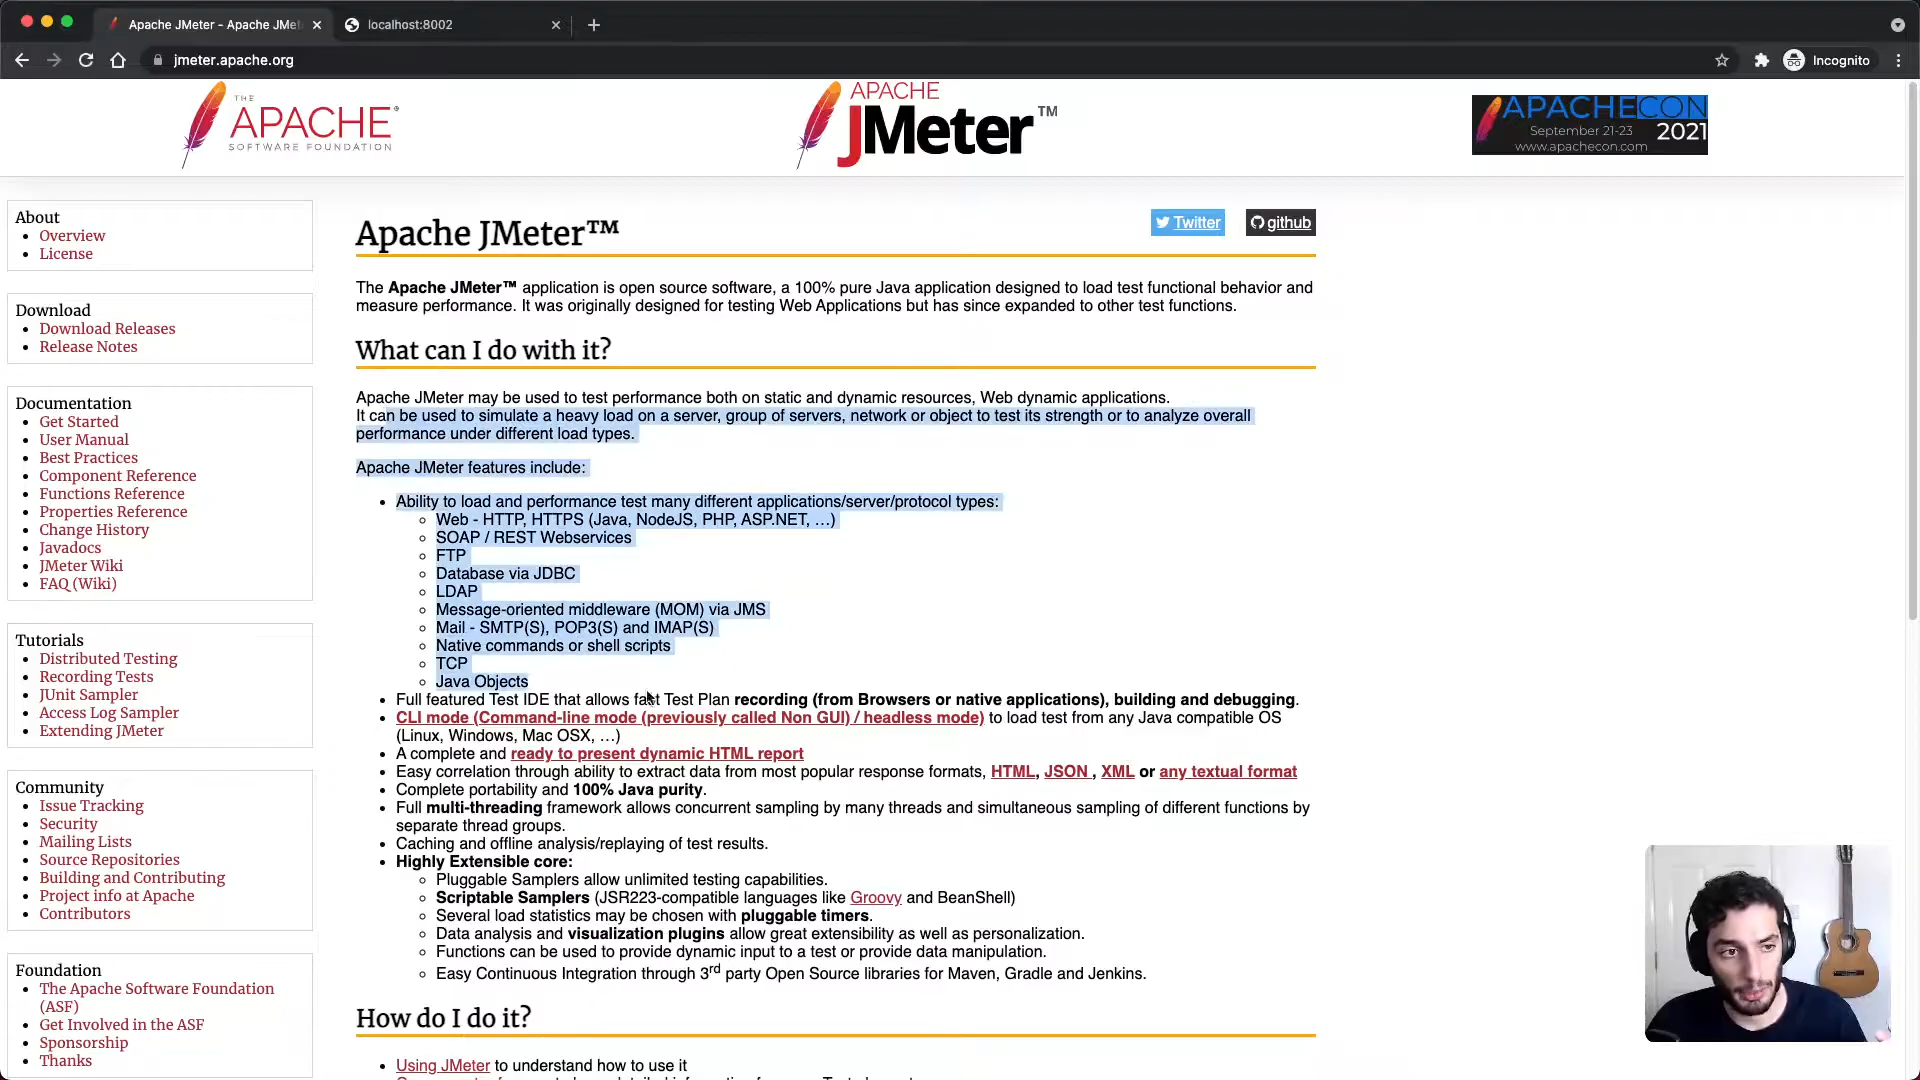 Apache JMeter - Apache JMete
localhost:8002
jmeter.apache.org
Incognito
THE
APACHE®
SOFTWARE FOUNDATION
APACHE
JMeter™
APACHECON
September 21-23 2021
www.apachecon.com
About
Overview
License
Download
Download Releases
Release Notes
Documentation
Get Started
User Manual
Best Practices
Component Reference
Functions Reference
Properties Reference
Change History
Javadocs
JMeter Wiki
FAQ (Wiki)
Tutorials
Distributed Testing
Recording Tests
JUnit Sampler
Access Log Sampler
Extending JMeter
Community
Issue Tracking
Security
Mailing Lists
Source Repositories
Building and Contributing
Project info at Apache
Contributors
Foundation
The Apache Software Foundation
(ASF)
Get Involved in the ASF
Sponsorship
Thanks
Apache JMeter™
Twitter
github
The Apache JMeter™ application is open source software, a 100% pure Java application designed to load test functional behavior and
measure performance. It was originally designed for testing Web Applications but has since expanded to other test functions.
What can I do with it?
Apache JMeter may be used to test performance both on static and dynamic resources, Web dynamic applications.
It can be used to simulate a heavy load on a server, group of servers, network or object to test its strength or to analyze overall
performance under different load types.
Apache JMeter features include:
Ability to load and performance test many different applications/server/protocol types:
Web - HTTP, HTTPS (Java, NodeJS, PHP, ASP.NET, …)
SOAP / REST Webservices
FTP
Database via JDBC
LDAP
Message-oriented middleware (MOM) via JMS
Mail - SMTP(S), POP3(S) and IMAP(S)
Native commands or shell scripts
TCP
Java Objects
Full featured Test IDE that allows fast Test Plan recording (from Browsers or native applications), building and debugging.
CLI mode (Command-line mode (previously called Non GUI) / headless mode) to load test from any Java compatible OS
(Linux, Windows, Mac OSX, …)
A complete and ready to present dynamic HTML report
Easy correlation through ability to extract data from most popular response formats, HTML, JSON , XML or any textual format
Complete portability and 100% Java purity.
Full multi-threading framework allows concurrent sampling by many threads and simultaneous sampling of different functions by
separate thread groups.
Caching and offline analysis/replaying of test results.
Highly Extensible core:
Pluggable Samplers allow unlimited testing capabilities.
Scriptable Samplers (JSR223-compatible languages like Groovy and BeanShell)
Several load statistics may be chosen with pluggable timers.
Data analysis and visualization plugins allow great extensibility as well as personalization.
Functions can be used to provide dynamic input to a test or provide data manipulation.
Easy Continuous Integration through 3rd party Open Source libraries for Maven, Gradle and Jenkins.
How do I do it?
Using JMeter to understand how to use it